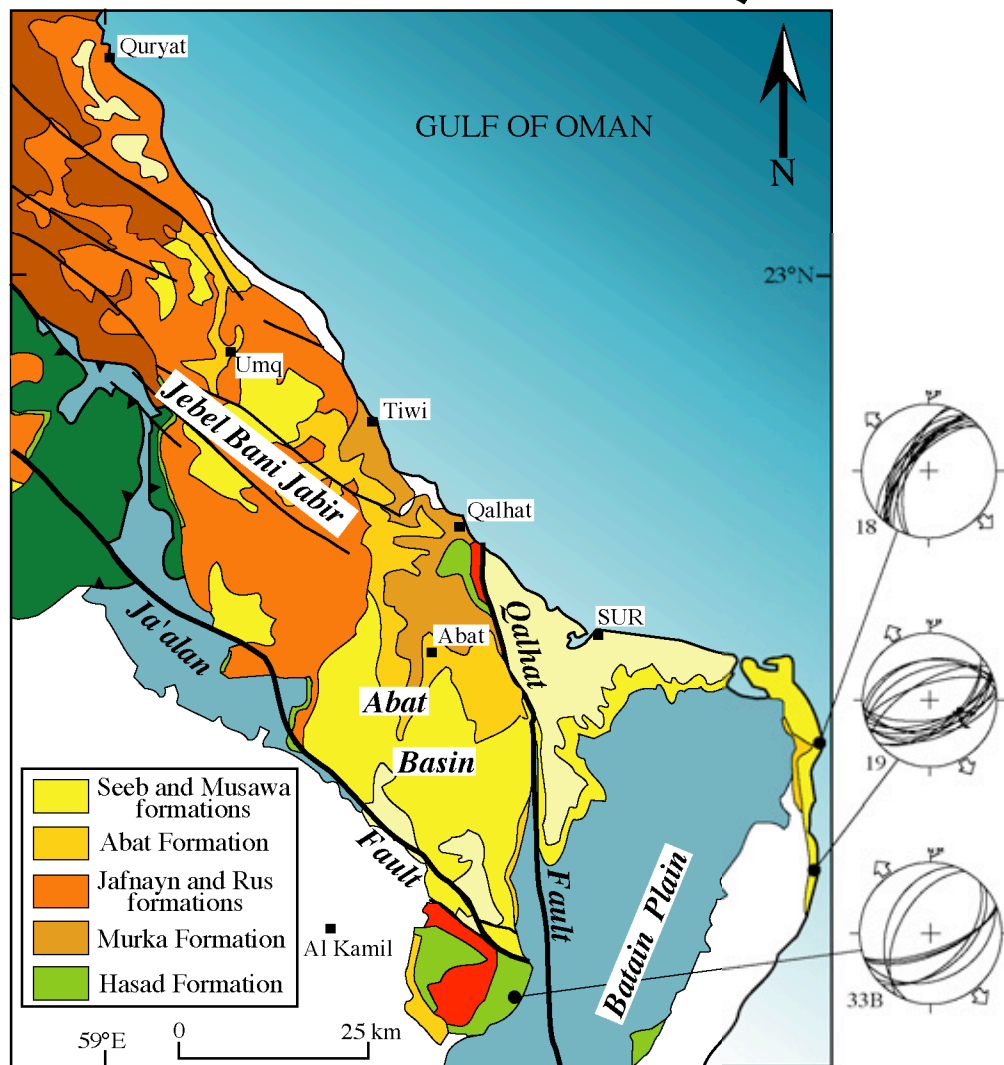 Quryat
GULF OF OMAN
N
23°N
Umq
Tiwi
Jebel Bani Jabir
Qalhat
18
SUR
Qalhat
Ja'alan
Abat
Abat
Basin
19
Seeb and Musawa
formations
Abat Formation
Jafnayn and Rus
formations
Murka Formation
Hasad Formation
Fault
Fault
Batain Plain
Al Kamil
33B
0
25 km
59°E